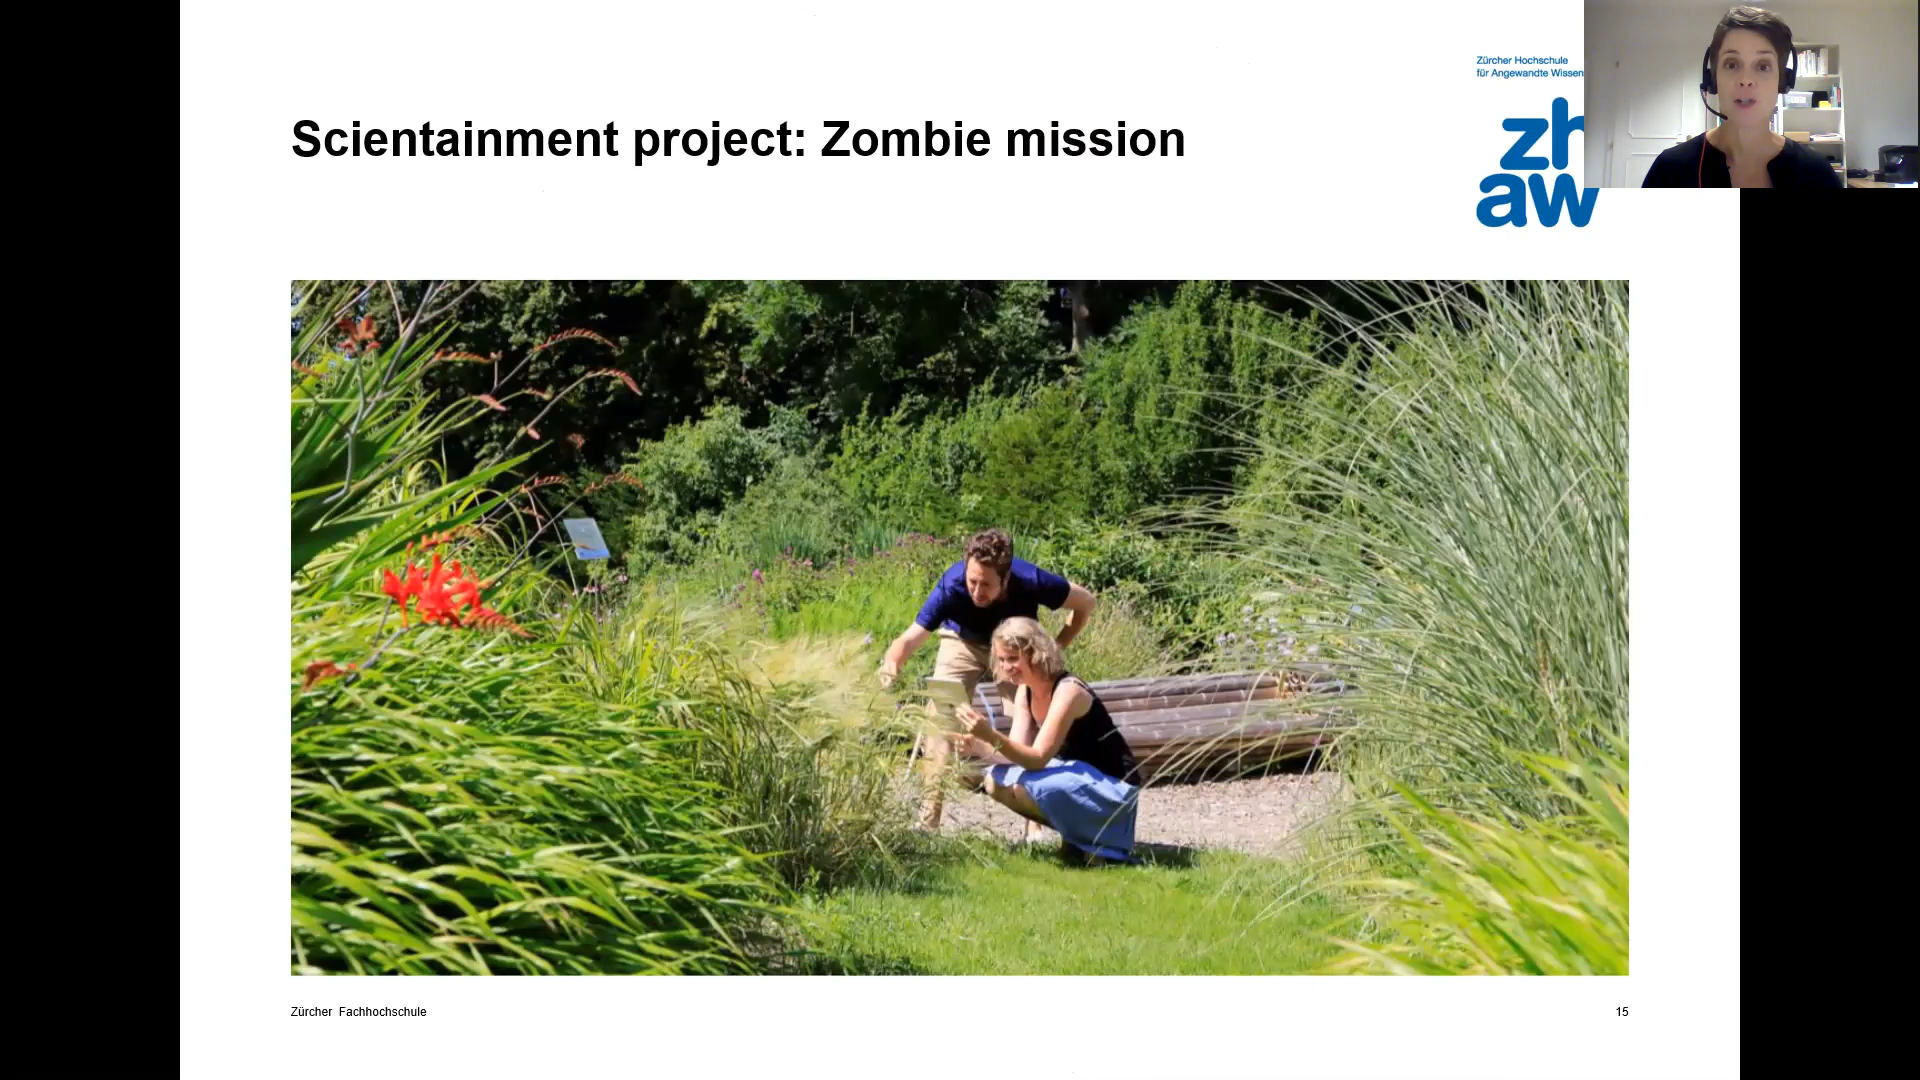 Zürcher Hochschule
für Angewandte Wissen
Scientainment project: Zombie mission
zh
aw
Zürcher Fachhochschule
15